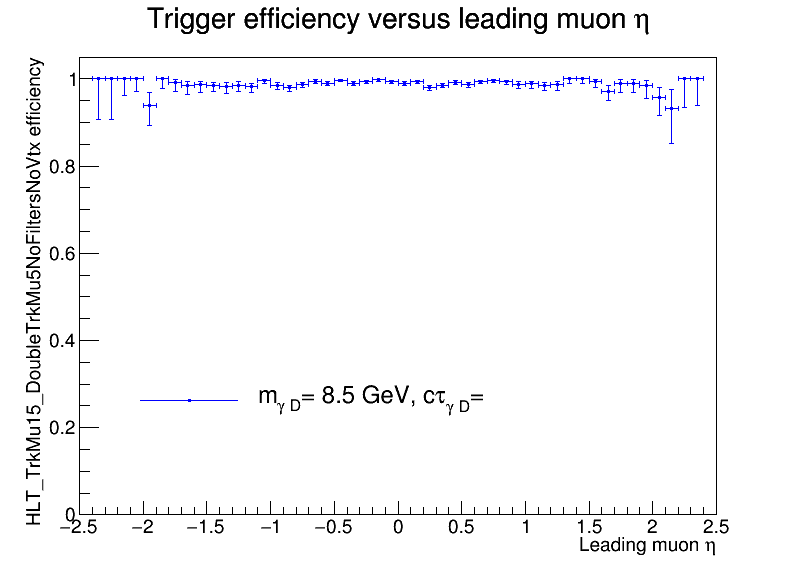 Trigger efficiency versus leading muon η
HLT_TrkMu15_DoubleTrkMu5NoFiltersNoVtx efficiency
1
0.8
0.6
0.4
0.2
0
m_γ D= 8.5 GeV, cτ_γ D=
−2.5 −2 −1.5 −1 −0.5 0 0.5 1 1.5 2 2.5
Leading muon η